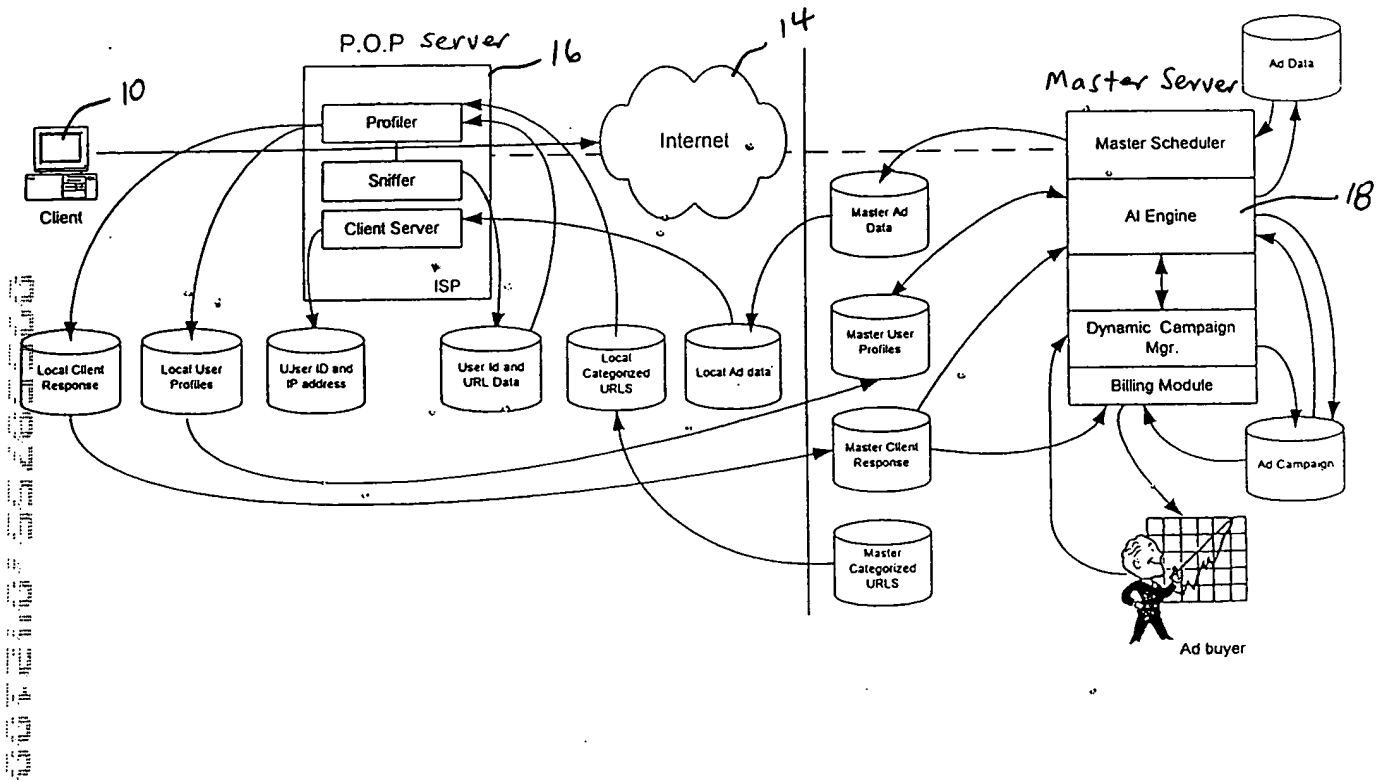 P.O.P server
16
14
Ad Data
10
Master Server
Profiler
Internet
Master Scheduler
Sniffer
Master Ad
Data
AI Engine
18
Client
Client Server
ISP
Dynamic Campaign
Mgr.
Master User
Profiles
Local Client
Response
Local User
Profiles
UJser ID and
IP address
User Id and
URL Data
Local
Categorized
URLS
Local Ad data
Billing Module
Master Client
Response
Ad Campaign
Master
Categorized
URLS
Ad buyer